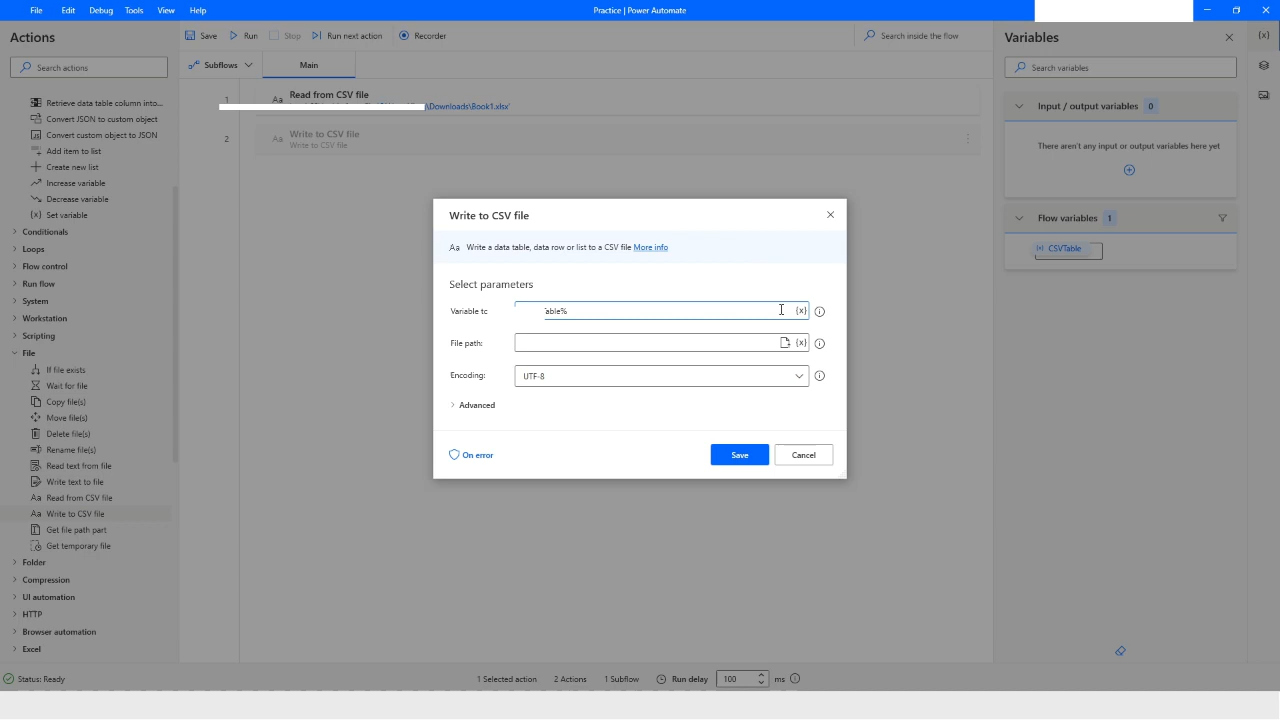 File Edit Debug Tools View Help
Practice | Power Automate
Actions
Search actions
Retrieve data table column into...
Convert JSON to custom object
Convert custom object to JSON
Add item to list
Create new list
Increase variable
Decrease variable
{x} Set variable
Conditionals
Loops
Flow control
Run flow
System
Workstation
Scripting
File
If file exists
Wait for file
Copy file(s)
Move file(s)
Delete file(s)
Rename file(s)
Read text from file
Write text to file
Aa Read from CSV file
Aa Write to CSV file
Get file path part
Get temporary file
Folder
Compression
UI automation
HTTP
Browser automation
Excel
Save Run Stop Run next action Recorder
Search inside the flow
Subflows Main
1 Aa Read from CSV file
\Downloads\Book1.xlsx'
2 Aa Write to CSV file
Write to CSV file
Write to CSV file
Aa Write a data table, data row or list to a CSV file More info
Select parameters
Variable to able% {x}
File path: {x}
Encoding: UTF-8
Advanced
On error
Save Cancel
Variables
{x}
Search variables
Input / output variables 0
There aren't any input or output variables here yet
Flow variables 1
CSVTable
Status: Ready
1 Selected action 2 Actions 1 Subflow Run delay 100 ms